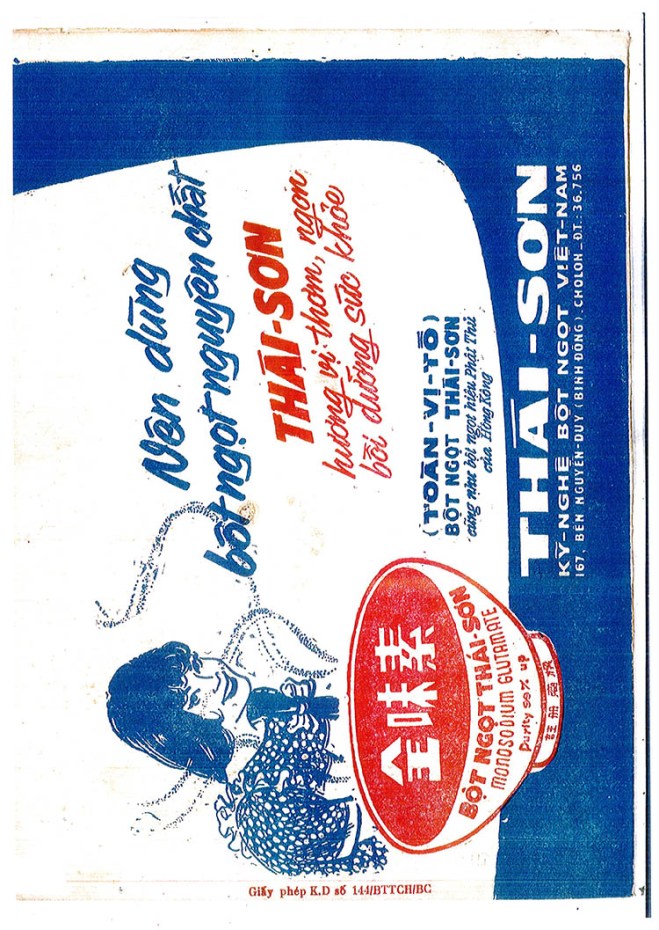 Nên dùng
bột ngọt nguyên chất
THÁI-SƠN
hương vị thơm, ngon
bồi dưỡng sức khỏe
(TOÀN-VỊ-TỐ)
BỘT NGỌT THÁI-SƠN
cũng như bột ngọt hiệu Phật Thủ
của Hồng Kông
全味素
BỘT NGỌT THÁI-SƠN
MONOSODIUM GLUTAMATE
Purity 99% up
註冊商標
THÁI-SƠN
KỸ-NGHỆ BỘT NGỌT VIỆT-NAM
167, BẾN NGUYỄN-DUY (BÌNH ĐÔNG). CHOLON_ĐT.: 36.756
Giấy phép K.D số 144/BTTCH/BC